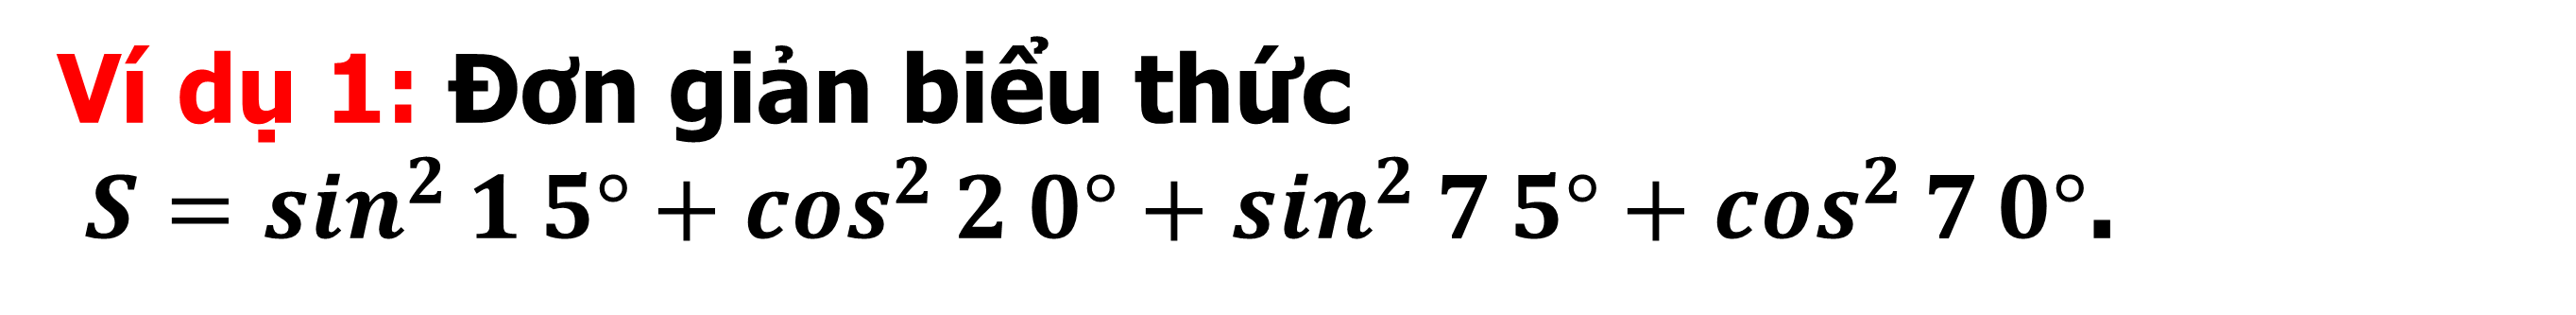 Ví dụ 1: Đơn giản biểu thức
S = sin² 1 5° + cos² 2 0° + sin² 7 5° + cos² 7 0°.